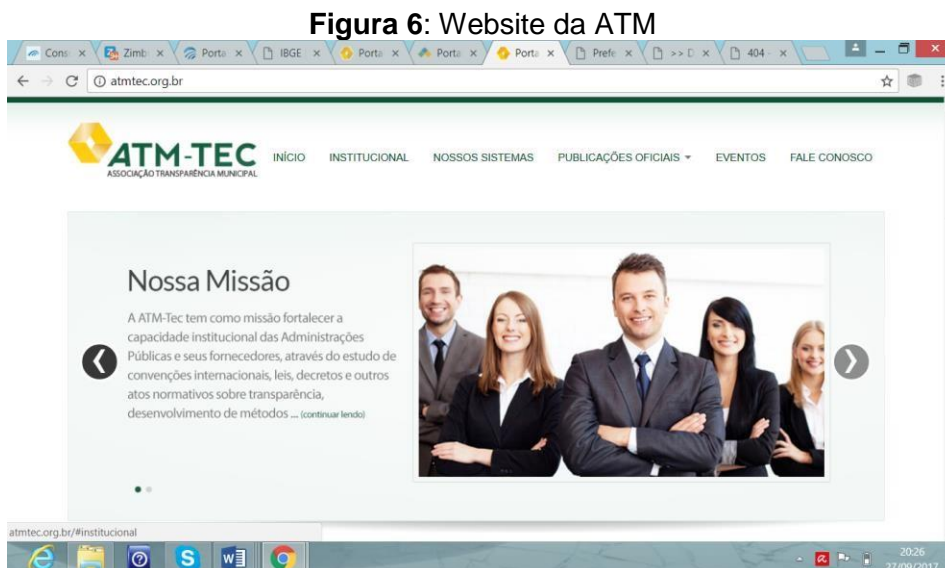 Figura 6: Website da ATM
Cons Zimb Porta IBGE Porta Porta Porta Prefe >> D 404 -
atmtec.org.br
ATM-TEC
ASSOCIAÇÃO TRANSPARÊNCIA MUNICIPAL
INÍCIO INSTITUCIONAL NOSSOS SISTEMAS PUBLICAÇÕES OFICIAIS EVENTOS FALE CONOSCO
Nossa Missão
A ATM-Tec tem como missão fortalecer a
capacidade institucional das Administrações
Públicas e seus fornecedores, através do estudo de
convenções internacionais, leis, decretos e outros
atos normativos sobre transparência,
desenvolvimento de métodos ... (continuar lendo)
atmtec.org.br/#institucional
20:26
27/09/2017